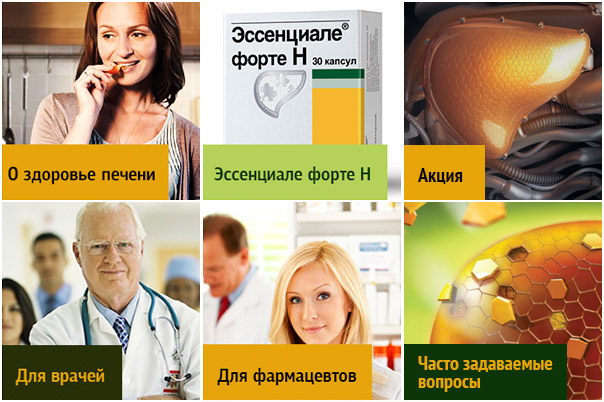 Эссенциале®
форте Н
30 капсул
О здоровье печени
Эссенциале форте Н
Акция
Для врачей
Для фармацевтов
Часто задаваемые
вопросы